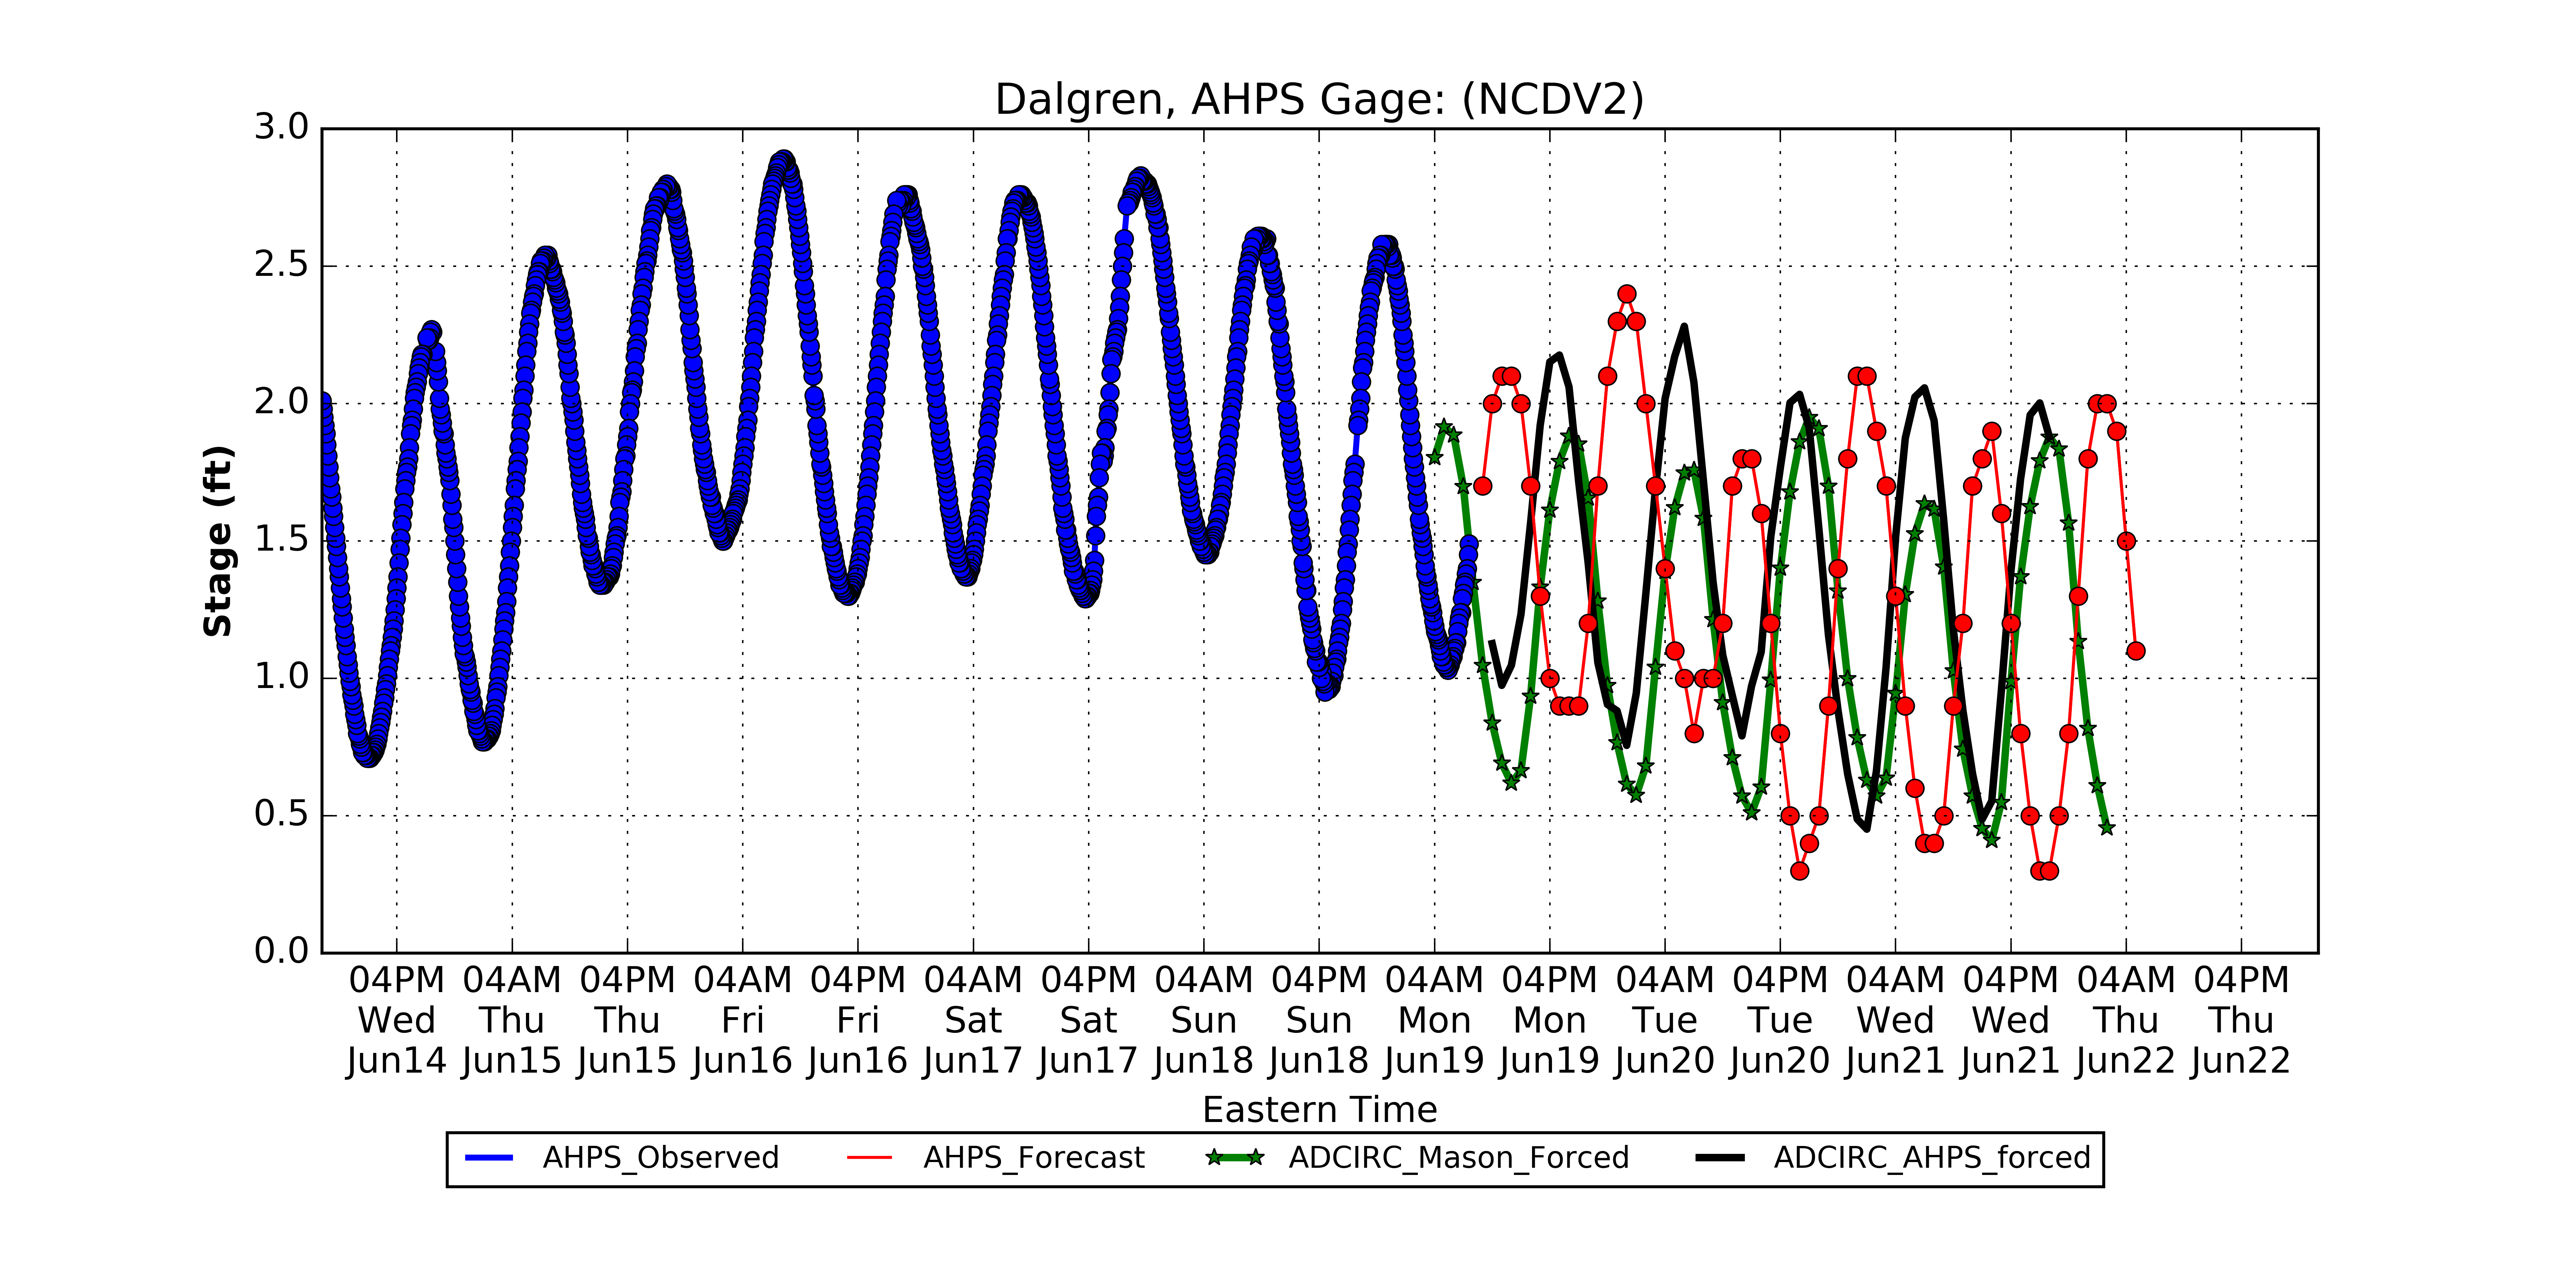 Dalgren, AHPS Gage: (NCDV2)
3.0
2.5
2.0
1.5
1.0
0.5
0.0
Stage (ft)
04PM 04AM 04PM 04AM 04PM 04AM 04PM 04AM 04PM 04AM 04PM 04AM 04PM 04AM 04PM 04AM 04PM
Wed Thu Thu Fri Fri Sat Sat Sun Sun Mon Mon Tue Tue Wed Wed Thu Thu
Jun14 Jun15 Jun15 Jun16 Jun16 Jun17 Jun17 Jun18 Jun18 Jun19 Jun19 Jun20 Jun20 Jun21 Jun21 Jun22 Jun22
Eastern Time
AHPS_Observed AHPS_Forecast ADCIRC_Mason_Forced ADCIRC_AHPS_forced